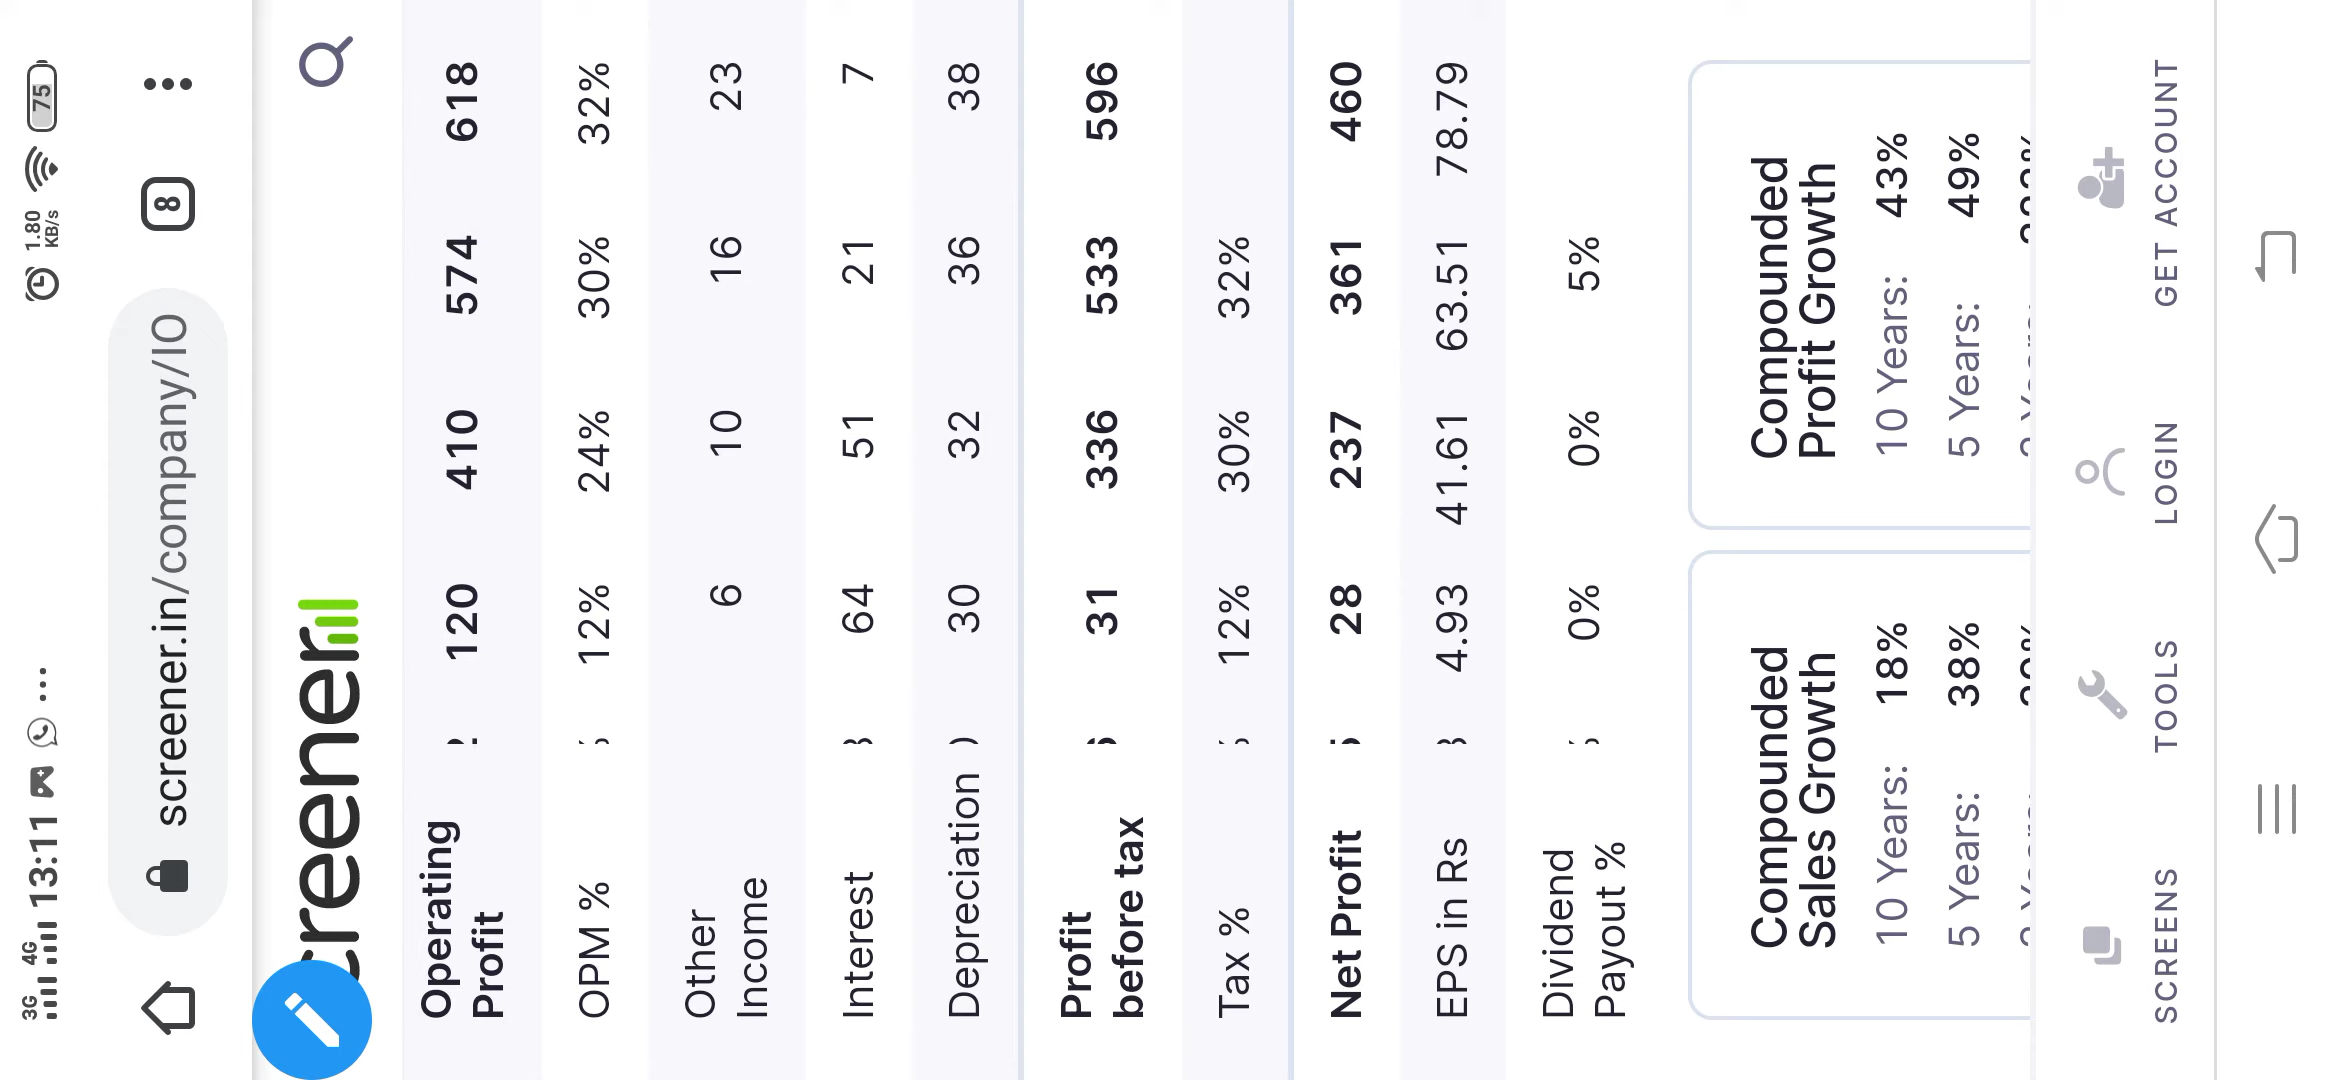 3G 4G 13:11 ... 1.80 KB/s 75
screener.in/company/IO 8
creener
Operating Profit 120 410 574 618
OPM % 12% 24% 30% 32%
Other Income 6 10 16 23
Interest 64 51 21 7
Depreciation 30 32 36 38
Profit before tax 31 336 533 596
Tax % 12% 30% 32%
Net Profit 28 237 361 460
EPS in Rs 4.93 41.61 63.51 78.79
Dividend Payout % 0% 0% 5%
Compounded
Sales Growth
10 Years: 18%
5 Years: 38%
Compounded
Profit Growth
10 Years: 43%
5 Years: 49%
SCREENS TOOLS LOGIN GET ACCOUNT